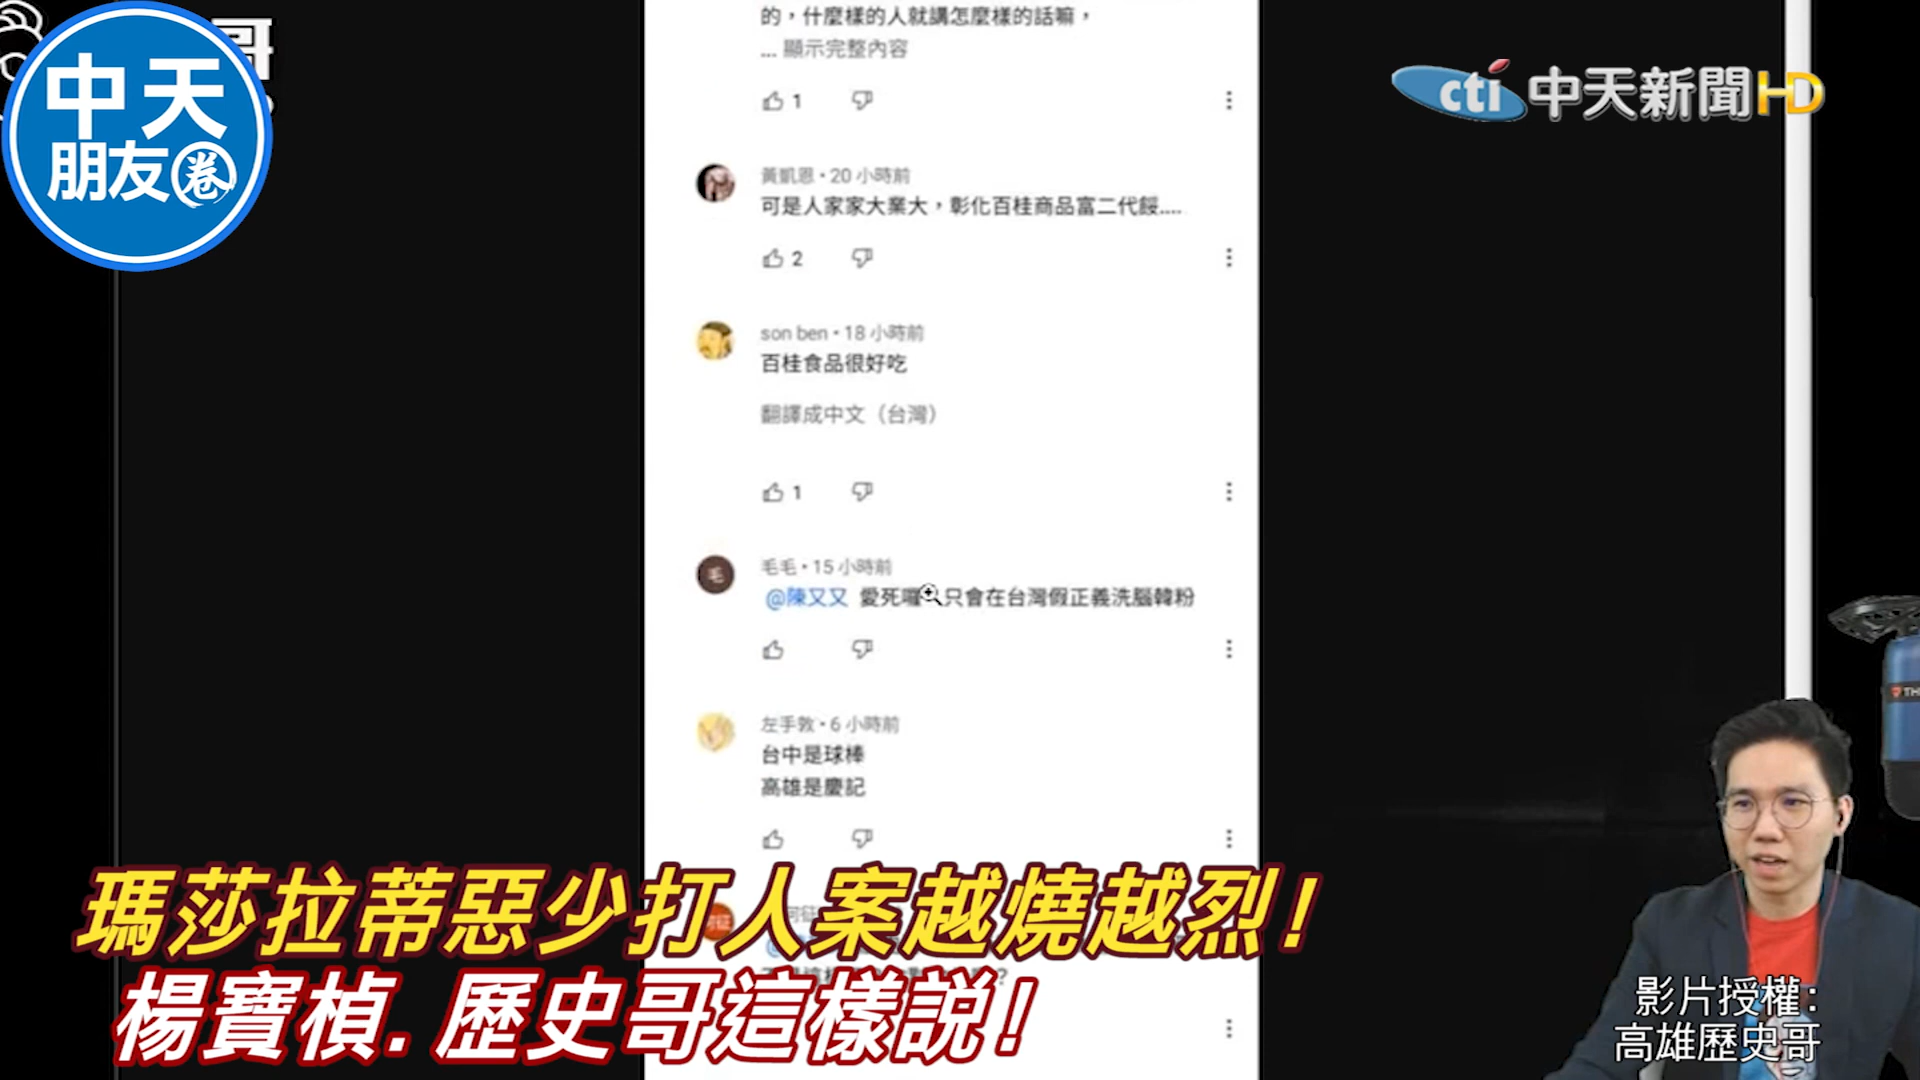 哥
中天
朋友卷
cti 中天新聞HD
的，什麼樣的人就講怎麼樣的話嘛，
... 顯示完整內容
1
黃凱恩・20 小時前
可是人家家大業大，彰化百桂商品富二代餒....
2
son ben・18 小時前
百桂食品很好吃
翻譯成中文（台灣）
1
毛
毛毛・15 小時前
@陳又又 愛死囉 只會在台灣假正義洗腦韓粉
左手敦・6 小時前
台中是球棒
高雄是慶記
瑪莎拉蒂惡少打人案越燒越烈！
楊寶楨.歷史哥這樣說！
影片授權：
高雄歷史哥